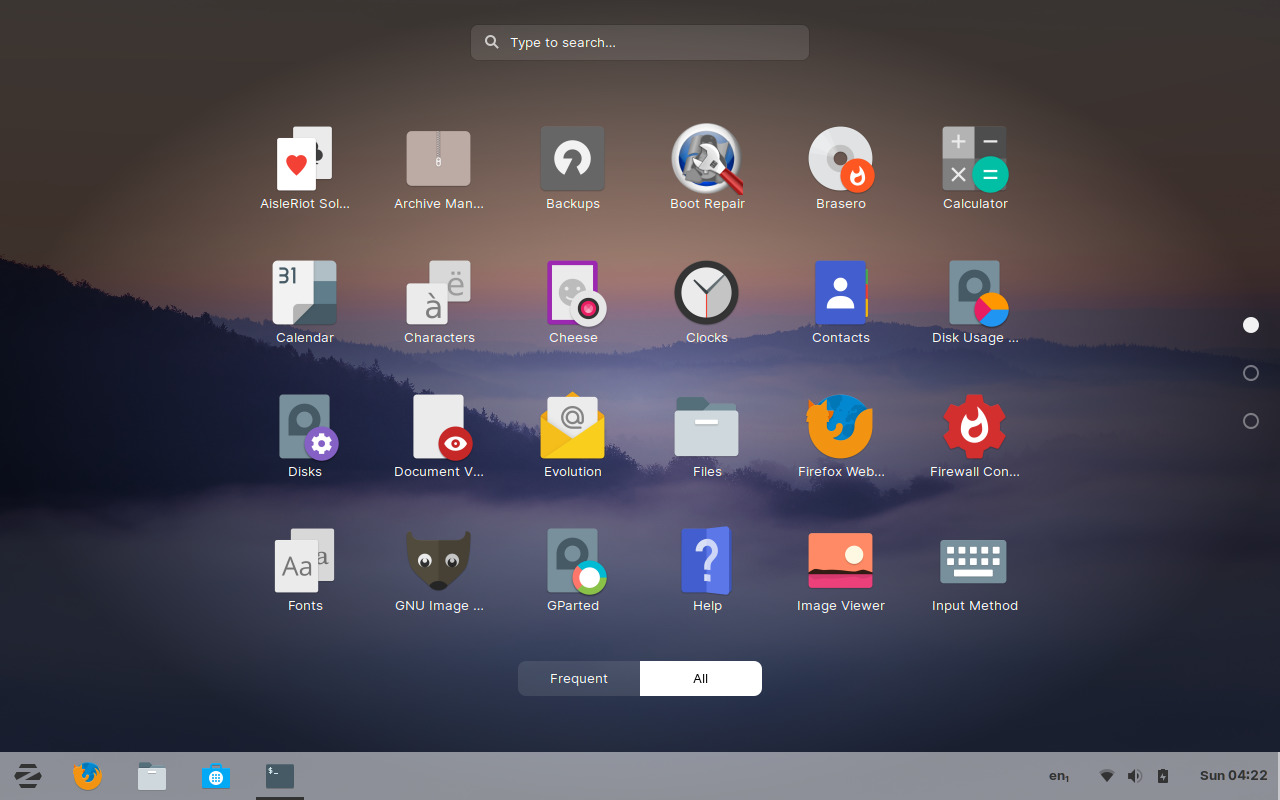 Type to search...
AisleRiot Sol...
Archive Man...
Backups
Boot Repair
Brasero
Calculator
31
ë
à
Calendar
Characters
Cheese
Clocks
Contacts
Disk Usage ...
@
Disks
Document V...
Evolution
Files
Firefox Web...
Firewall Con...
Aa
a
?
Fonts
GNU Image ...
GParted
Help
Image Viewer
Input Method
Frequent
All
$_
en₁
Sun 04:22